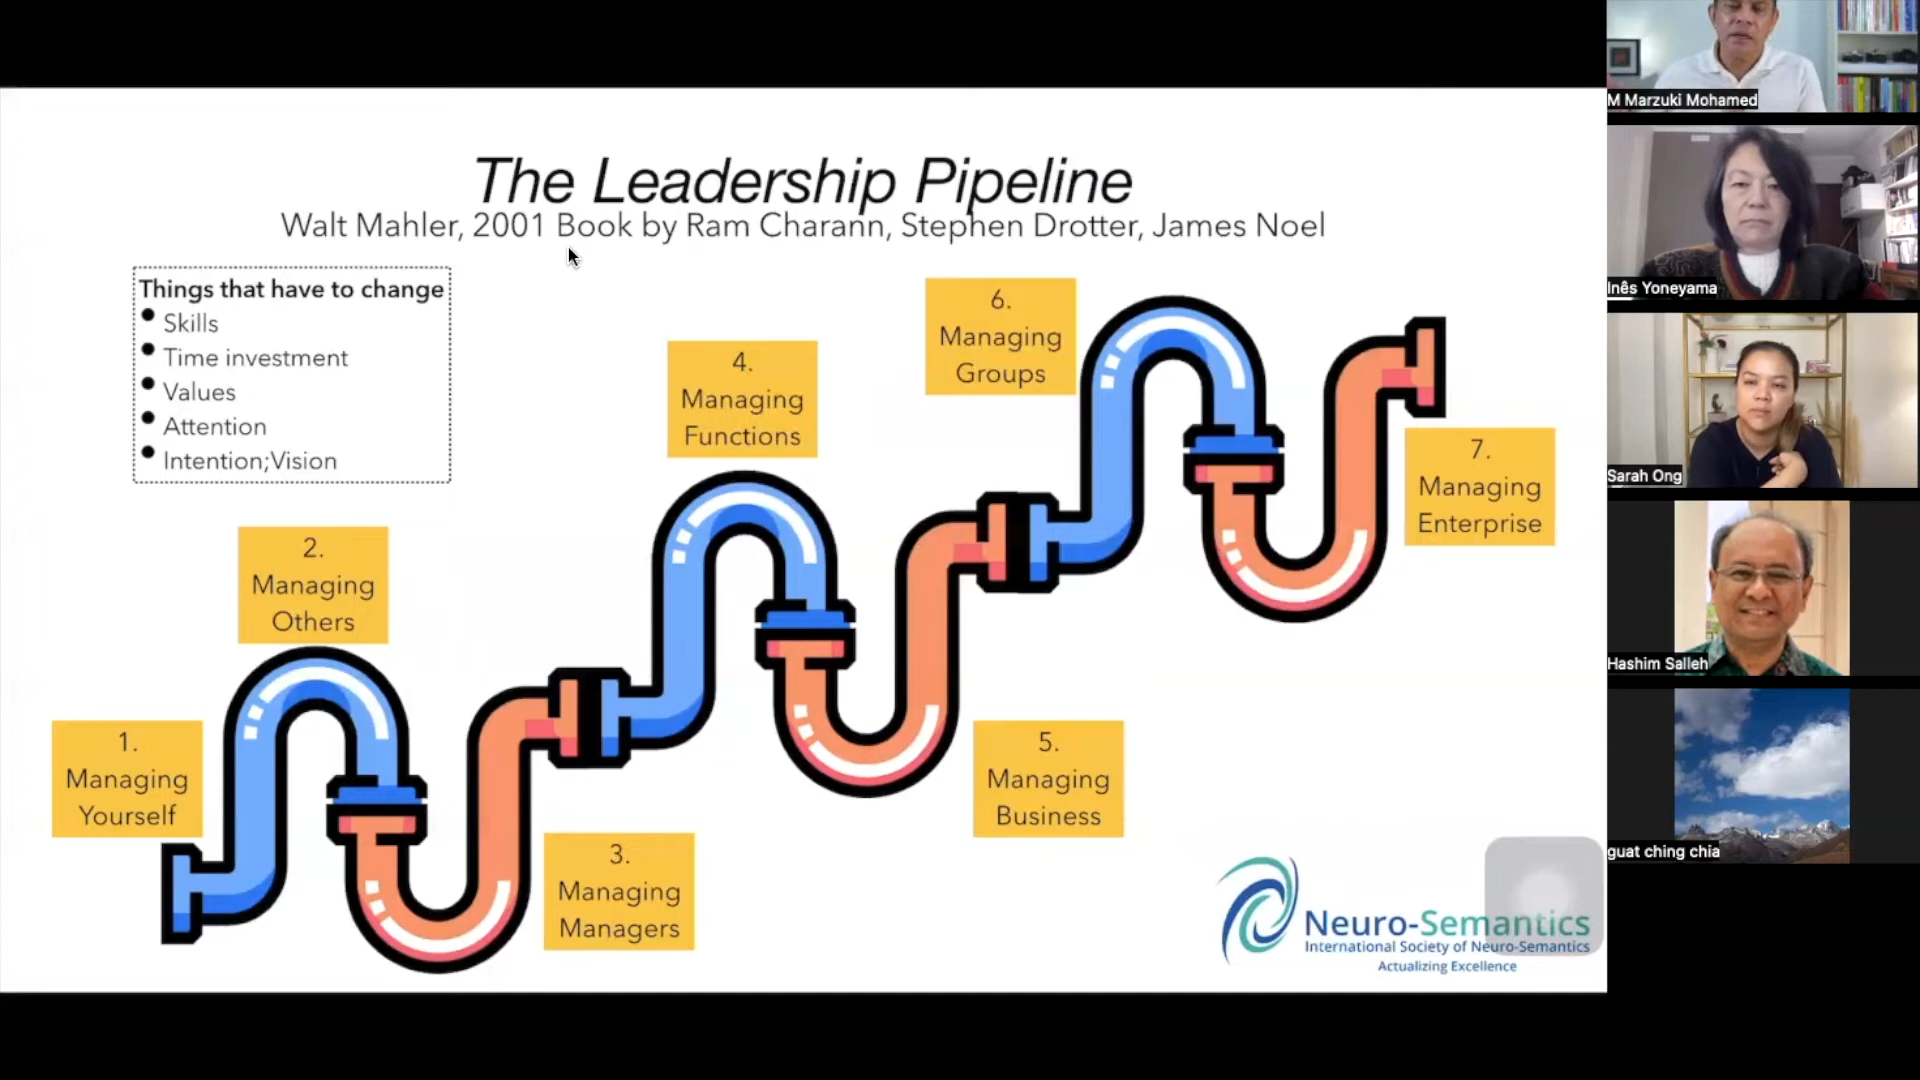 The Leadership Pipeline
Walt Mahler, 2001 Book by Ram Charann, Stephen Drotter, James Noel
Things that have to change
Skills
Time investment
Values
Attention
Intention;Vision
1.
Managing
Yourself
2.
Managing
Others
3.
Managing
Managers
4.
Managing
Functions
5.
Managing
Business
6.
Managing
Groups
7.
Managing
Enterprise
Neuro-Semantics
International Society of Neuro-Semantics
Actualizing Excellence
M Marzuki Mohamed
Inês Yoneyama
Sarah Ong
Hashim Salleh
guat ching chia